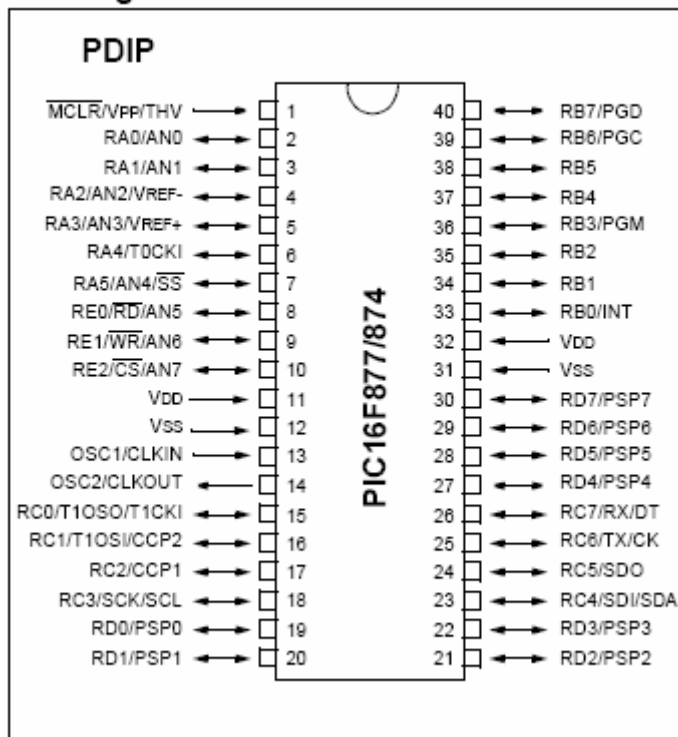 PDIP
M̅C̅L̅R̅/VPP/THV 1 40 RB7/PGD
RA0/AN0 2 39 RB6/PGC
RA1/AN1 3 38 RB5
RA2/AN2/VREF- 4 37 RB4
RA3/AN3/VREF+ 5 36 RB3/PGM
RA4/T0CKI 6 35 RB2
RA5/AN4/S̅S̅ 7 34 RB1
RE0/R̅D̅/AN5 8 33 RB0/INT
RE1/W̅R̅/AN6 9 32 VDD
RE2/C̅S̅/AN7 10 31 VSS
VDD 11 30 RD7/PSP7
VSS 12 29 RD6/PSP6
OSC1/CLKIN 13 28 RD5/PSP5
OSC2/CLKOUT 14 27 RD4/PSP4
RC0/T1OSO/T1CKI 15 26 RC7/RX/DT
RC1/T1OSI/CCP2 16 25 RC6/TX/CK
RC2/CCP1 17 24 RC5/SDO
RC3/SCK/SCL 18 23 RC4/SDI/SDA
RD0/PSP0 19 22 RD3/PSP3
RD1/PSP1 20 21 RD2/PSP2
PIC16F877/874